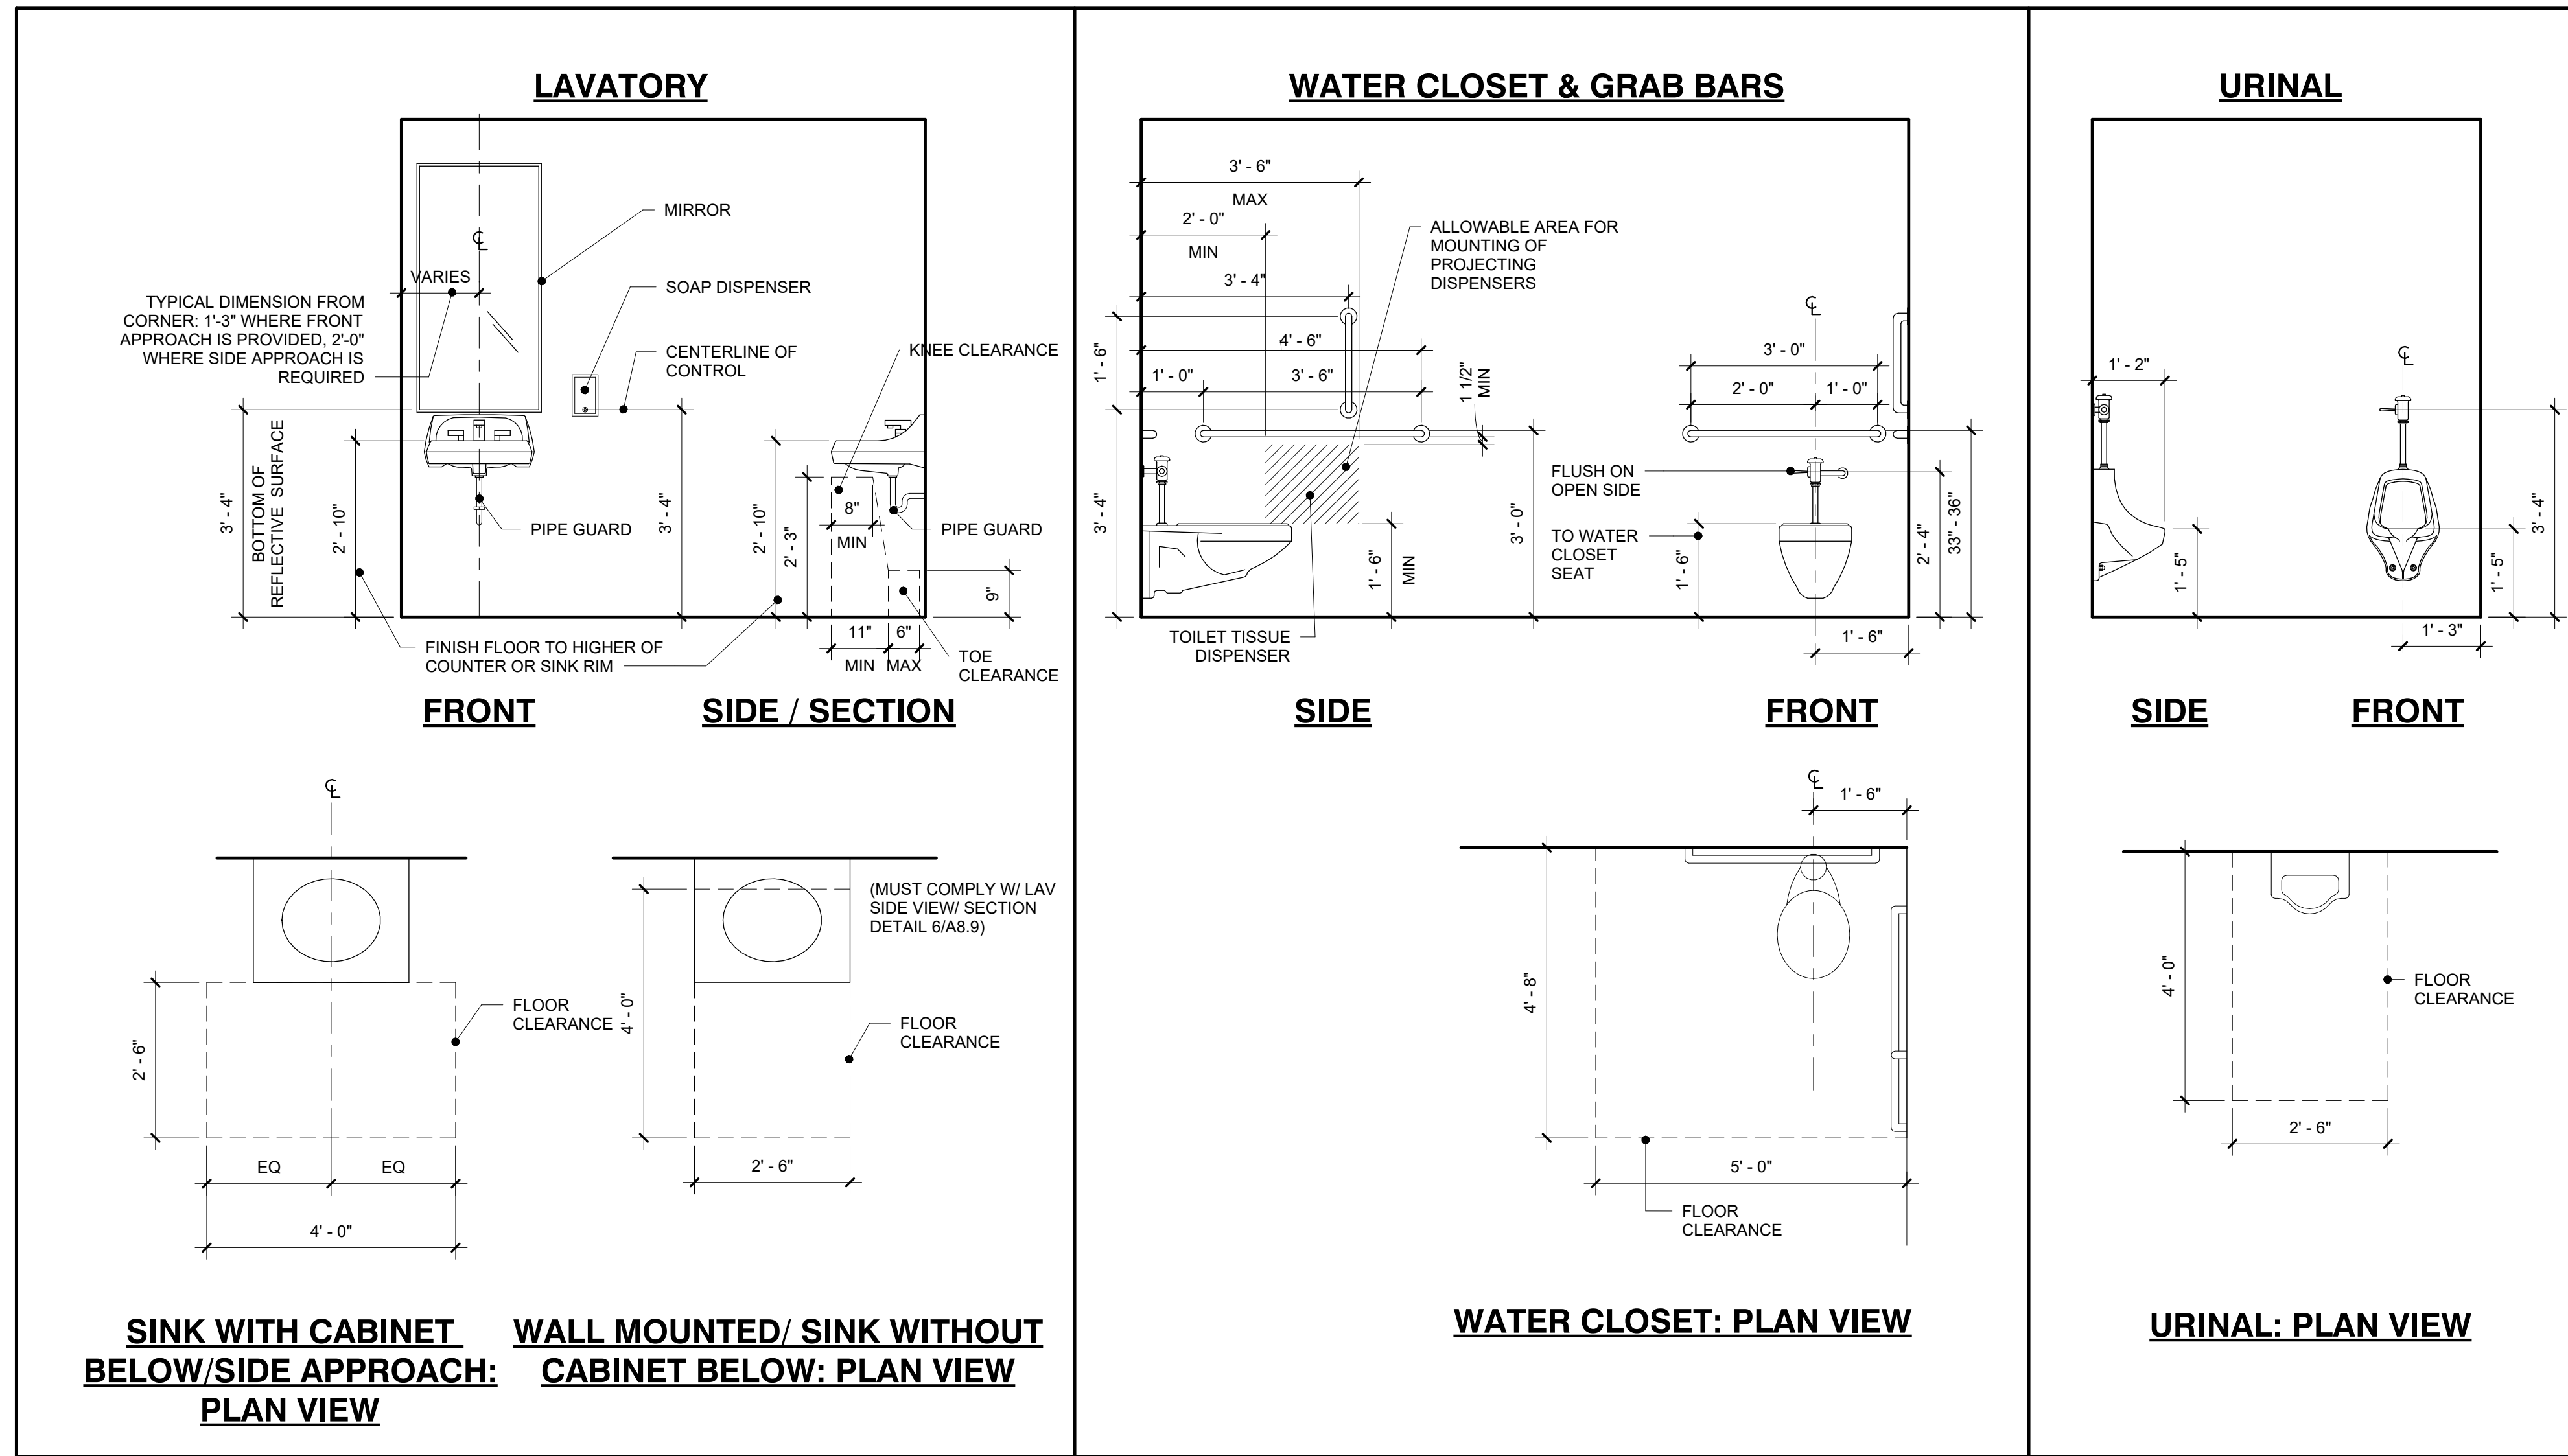 LAVATORY
MIRROR
℄
VARIES
SOAP DISPENSER
TYPICAL DIMENSION FROM
CORNER: 1'-3" WHERE FRONT
APPROACH IS PROVIDED, 2'-0"
WHERE SIDE APPROACH IS
REQUIRED
CENTERLINE OF
CONTROL
KNEE CLEARANCE
3' - 4"
BOTTOM OF
REFLECTIVE SURFACE
2' - 10"
PIPE GUARD
3' - 4"
2' - 10"
2' - 3"
8"
MIN
PIPE GUARD
9"
11"
MIN
6"
MAX
TOE
CLEARANCE
FINISH FLOOR TO HIGHER OF
COUNTER OR SINK RIM
FRONT
SIDE / SECTION
℄
2' - 6"
EQ
EQ
4' - 0"
FLOOR
CLEARANCE
SINK WITH CABINET
BELOW/SIDE APPROACH:
PLAN VIEW
(MUST COMPLY W/ LAV
SIDE VIEW/ SECTION
DETAIL 6/A8.9)
4' - 0"
FLOOR
CLEARANCE
2' - 6"
WALL MOUNTED/ SINK WITHOUT
CABINET BELOW: PLAN VIEW
WATER CLOSET & GRAB BARS
3' - 6"
MAX
2' - 0"
MIN
3' - 4"
4' - 6"
1' - 0"
3' - 6"
1' - 6"
3' - 4"
ALLOWABLE AREA FOR
MOUNTING OF
PROJECTING
DISPENSERS
1 1/2"
MIN
1' - 6"
MIN
3' - 0"
TOILET TISSUE
DISPENSER
℄
3' - 0"
2' - 0"
1' - 0"
FLUSH ON
OPEN SIDE
TO WATER
CLOSET
SEAT
1' - 6"
2' - 4"
33" - 36"
1' - 6"
SIDE
FRONT
℄
1' - 6"
4' - 8"
5' - 0"
FLOOR
CLEARANCE
WATER CLOSET: PLAN VIEW
URINAL
1' - 2"
℄
1' - 5"
1' - 5"
3' - 4"
1' - 3"
SIDE
FRONT
4' - 0"
FLOOR
CLEARANCE
2' - 6"
URINAL: PLAN VIEW